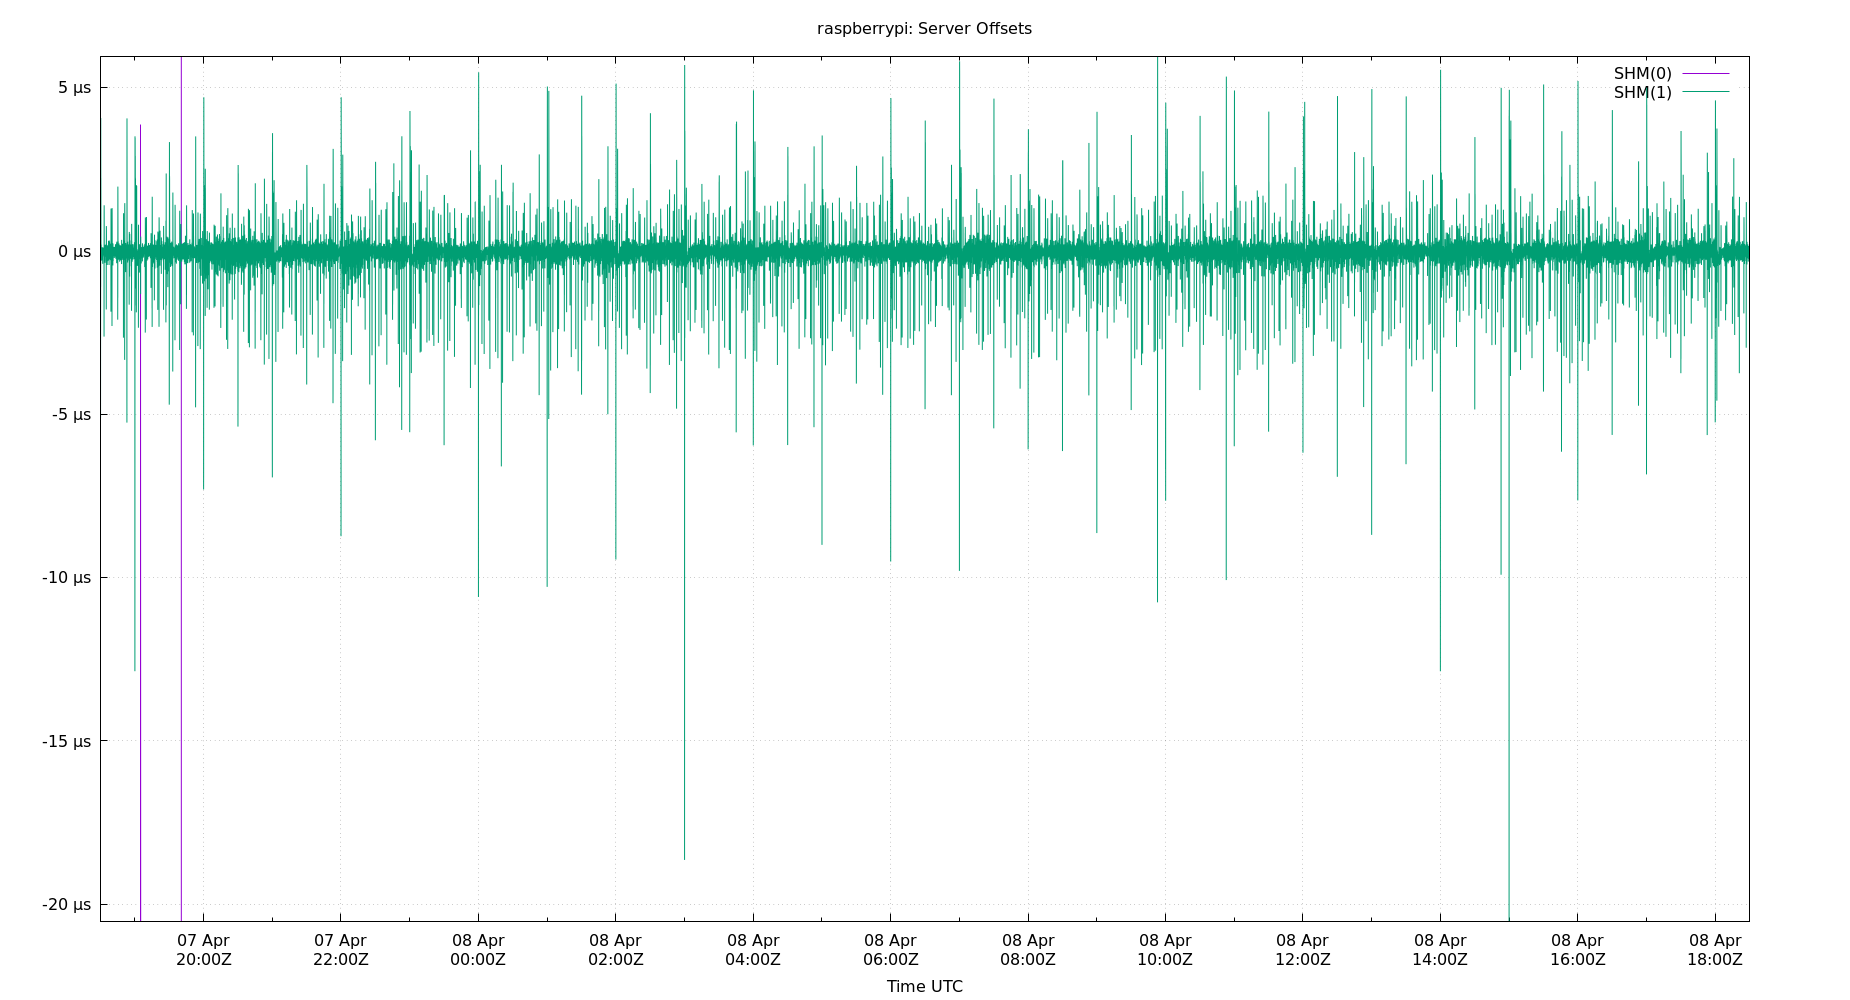 raspberrypi: Server Offsets
SHM(0)
SHM(1)
5 µs
0 µs
-5 µs
-10 µs
-15 µs
-20 µs
07 Apr 07 Apr 08 Apr 08 Apr 08 Apr 08 Apr 08 Apr 08 Apr 08 Apr 08 Apr 08 Apr 08 Apr
20:00Z 22:00Z 00:00Z 02:00Z 04:00Z 06:00Z 08:00Z 10:00Z 12:00Z 14:00Z 16:00Z 18:00Z
Time UTC